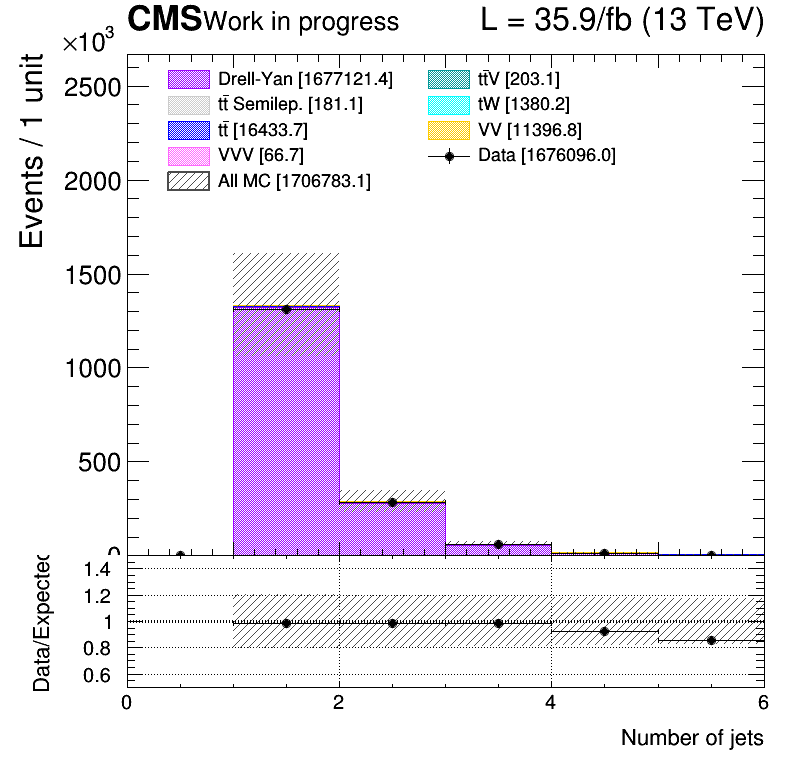 CMS Work in progress L = 35.9/fb (13 TeV)
×10³
Events / 1 unit
2500
2000
1500
1000
500
0
Drell-Yan [1677121.4]
tt̄ Semilep. [181.1]
tt̄ [16433.7]
VVV [66.7]
All MC [1706783.1]
tt̄V [203.1]
tW [1380.2]
VV [11396.8]
Data [1676096.0]
Data/Expected
1.4
1.2
1
0.8
0.6
0 2 4 6
Number of jets